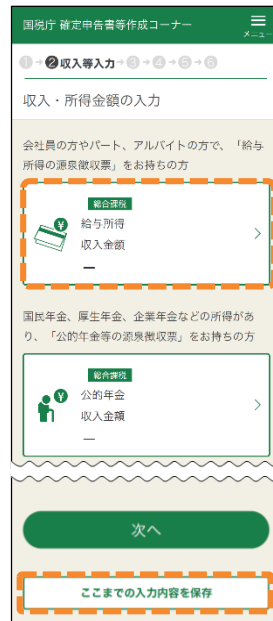 国税庁 確定申告書等作成コーナー
メニュー
1→2収入等入力→3→4→5→6
収入・所得金額の入力
会社員の方やパート、アルバイトの方で、「給与
所得の源泉徴収票」をお持ちの方
総合課税
給与所得
収入金額
―
国民年金、厚生年金、企業年金などの所得があ
り、「公的年金等の源泉徴収票」をお持ちの方
総合課税
公的年金
収入金額
―
次へ
ここまでの入力内容を保存